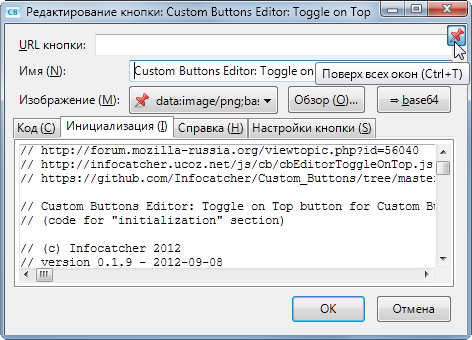 Редактирование кнопки: Custom Buttons Editor: Toggle on Top
URL кнопки:
Имя (N): Custom Buttons Editor: Toggle on
Поверх всех окон (Ctrl+T)
Изображение (M): data:image/png;bas Обзор (O)... ⇒ base64
Код (C) Инициализация (I) Справка (H) Настройки кнопки (S)
// http://forum.mozilla-russia.org/viewtopic.php?id=56040
// http://infocatcher.ucoz.net/js/cb/cbEditorToggleOnTop.js
// https://github.com/Infocatcher/Custom_Buttons/tree/maste
// Custom Buttons Editor: Toggle on Top button for Custom Bu
// (code for "initialization" section)
// (c) Infocatcher 2012
// version 0.1.9 - 2012-09-08
OK Отмена